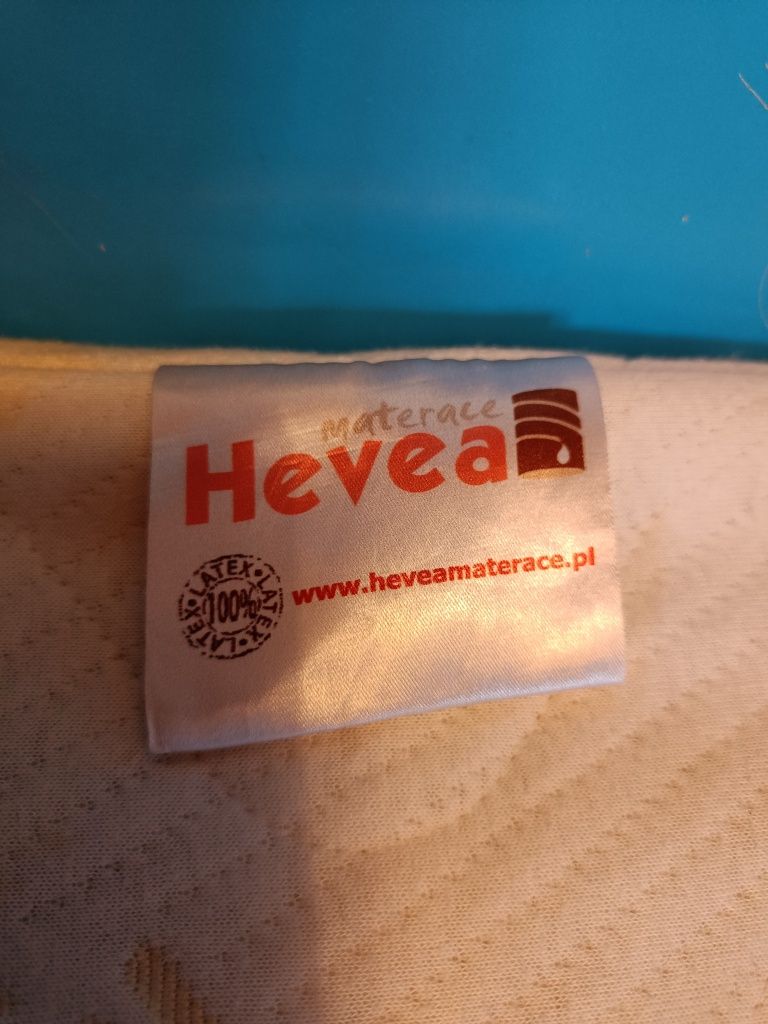 materace
Hevea
www.heveamaterace.pl
LATEX • LATEX • LATEX •
100%